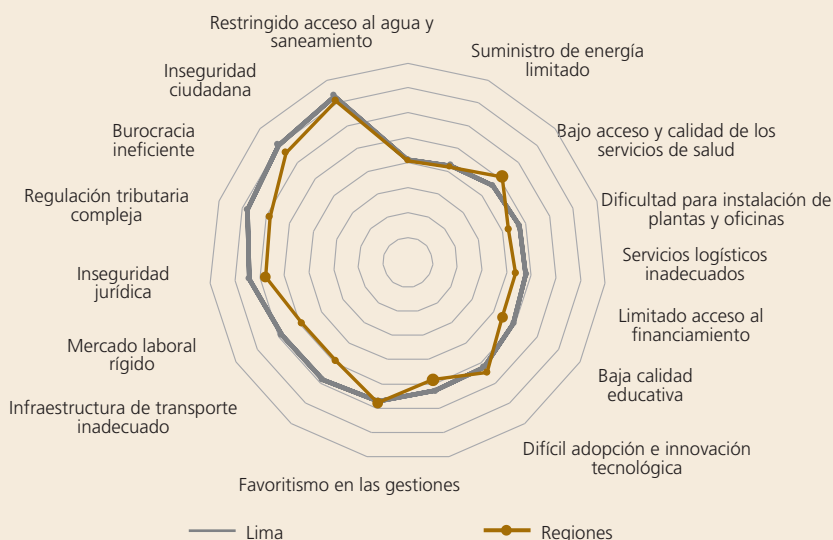 Restringido acceso al agua y
saneamiento
Suministro de energía
limitado
Bajo acceso y calidad de los
servicios de salud
Dificultad para instalación de
plantas y oficinas
Servicios logísticos
inadecuados
Limitado acceso al
financiamiento
Baja calidad
educativa
Difícil adopción e innovación
tecnológica
Favoritismo en las gestiones
Infraestructura de transporte
inadecuado
Mercado laboral
rígido
Inseguridad
jurídica
Regulación tributaria
compleja
Burocracia
ineficiente
Inseguridad
ciudadana
Lima
Regiones